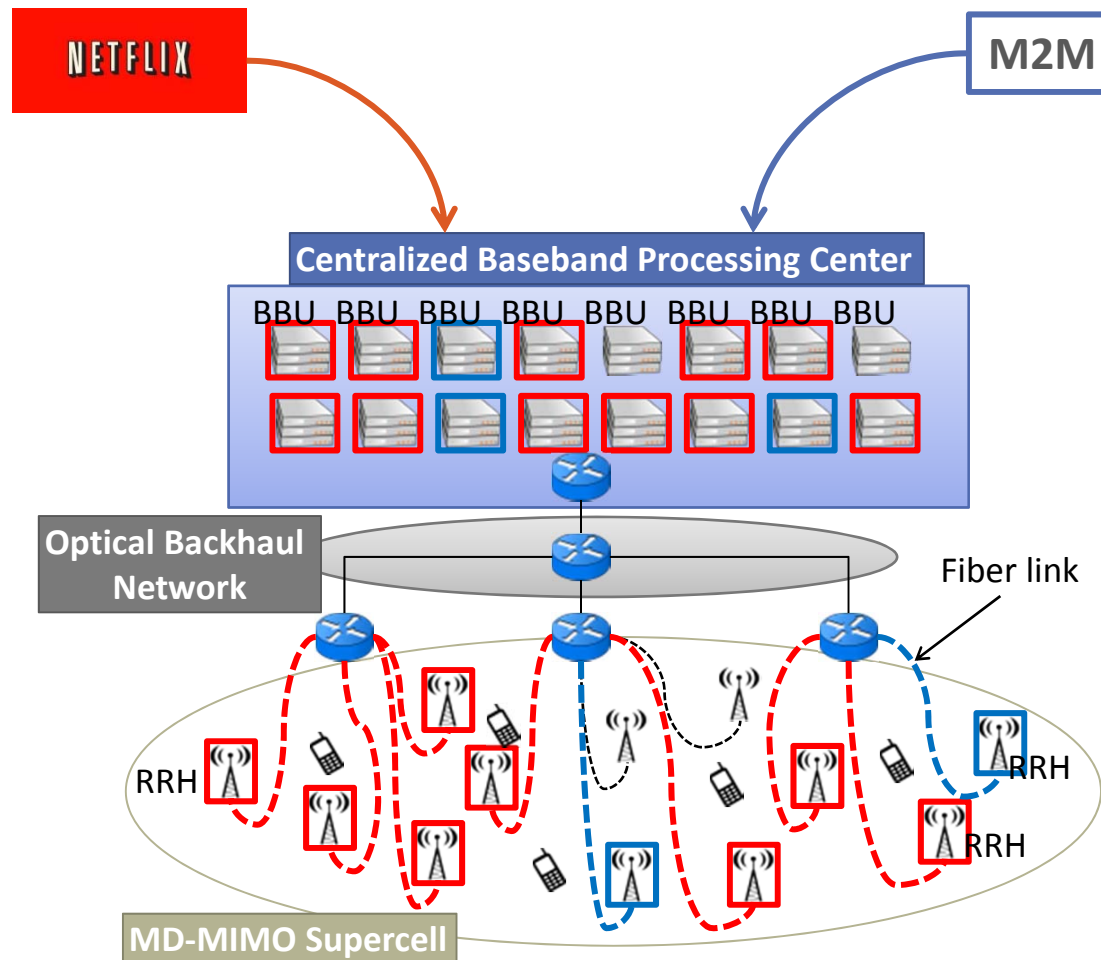 NETFLIX
M2M
Centralized Baseband Processing Center
BBU BBU BBU BBU BBU BBU BBU BBU
Optical Backhaul
Network
Fiber link
RRH
RRH
RRH
MD-MIMO Supercell